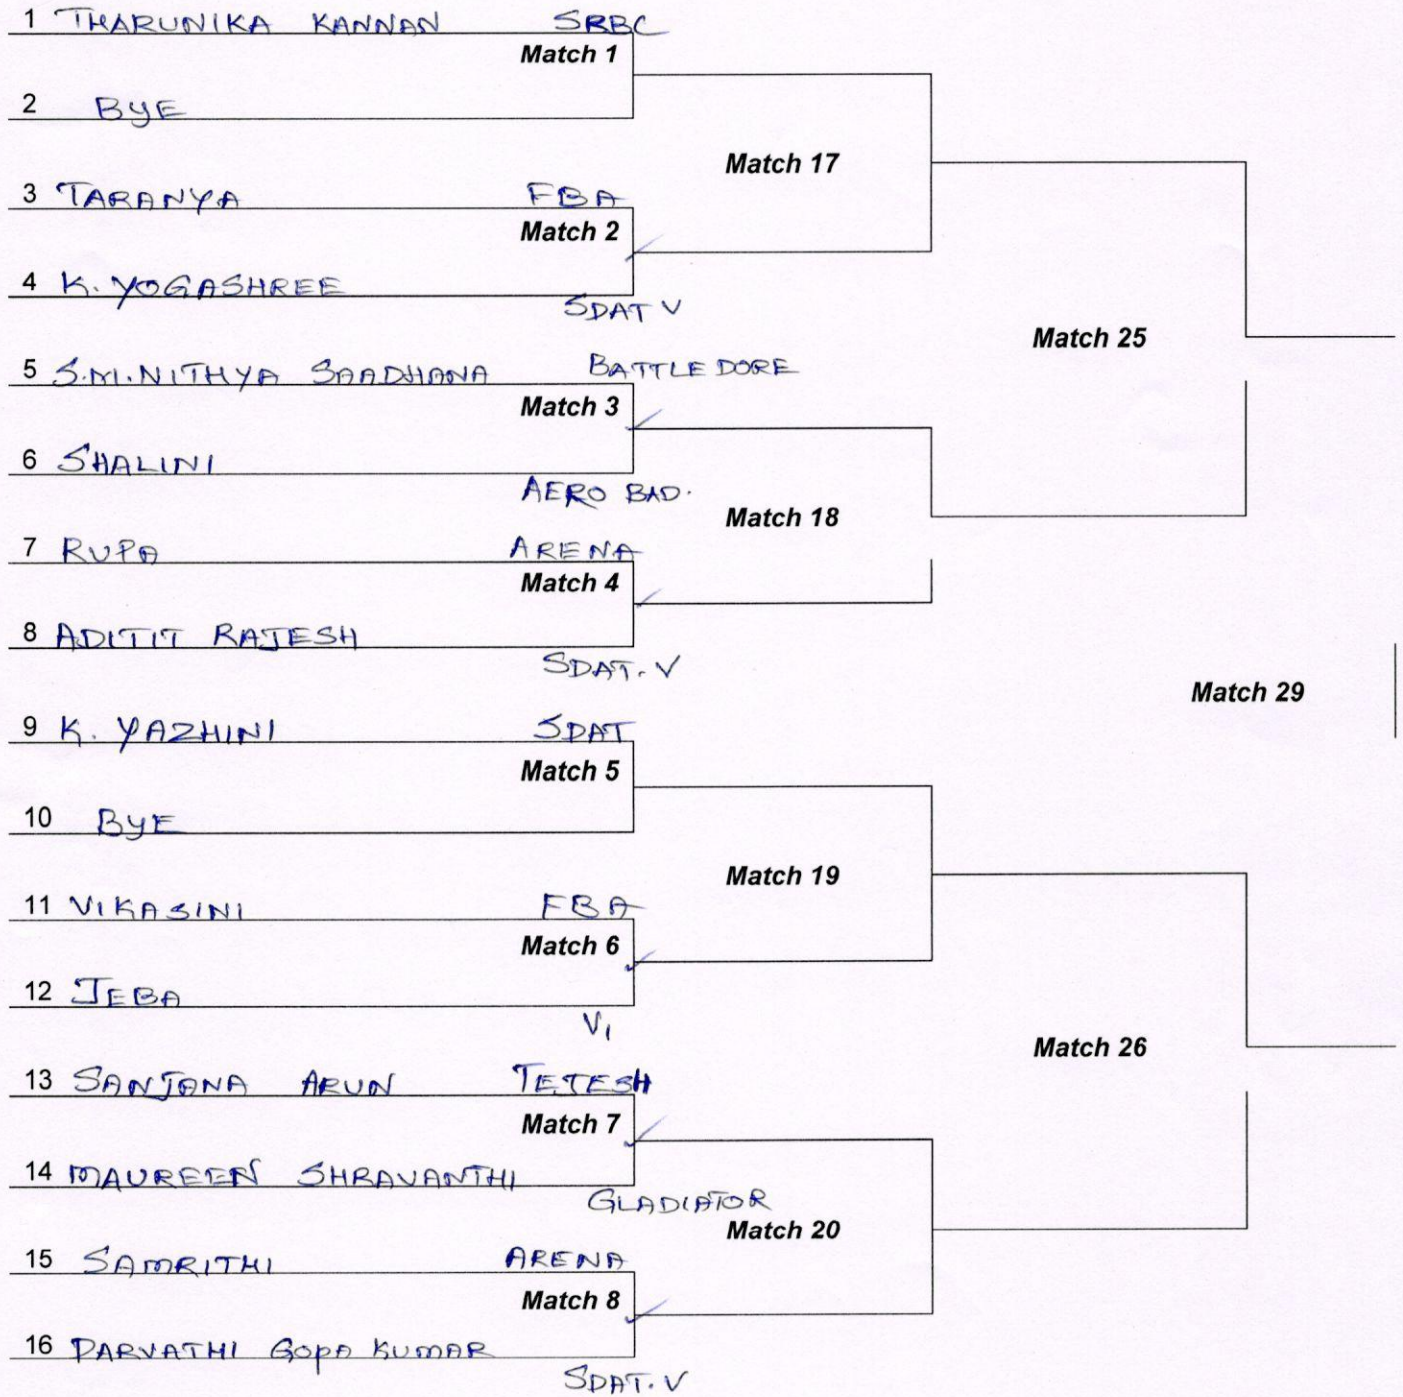 1 THARUNIKA KANNAN SRBC
Match 1
2 BYE
Match 17
3 TARANYA FBA
Match 2
4 K. YOGASHREE
SDAT V
Match 25
5 S.M.NITHYA SAADHANA BATTLE DORE
Match 3
6 SHALINI
AERO BAD.
Match 18
7 RUPA ARENA
Match 4
8 ADITIT RAJESH
SDAT. V
Match 29
9 K. YAZHINI SDAT
Match 5
10 BYE
Match 19
11 VIKASINI FBA
Match 6
12 JEBA
V1
Match 26
13 SANJANA ARUN TEJESH
Match 7
14 MAUREEN SHRAVANTHI
GLADIATOR
Match 20
15 SAMRITHI ARENA
Match 8
16 PARVATHI GOPA KUMAR
SDAT. V